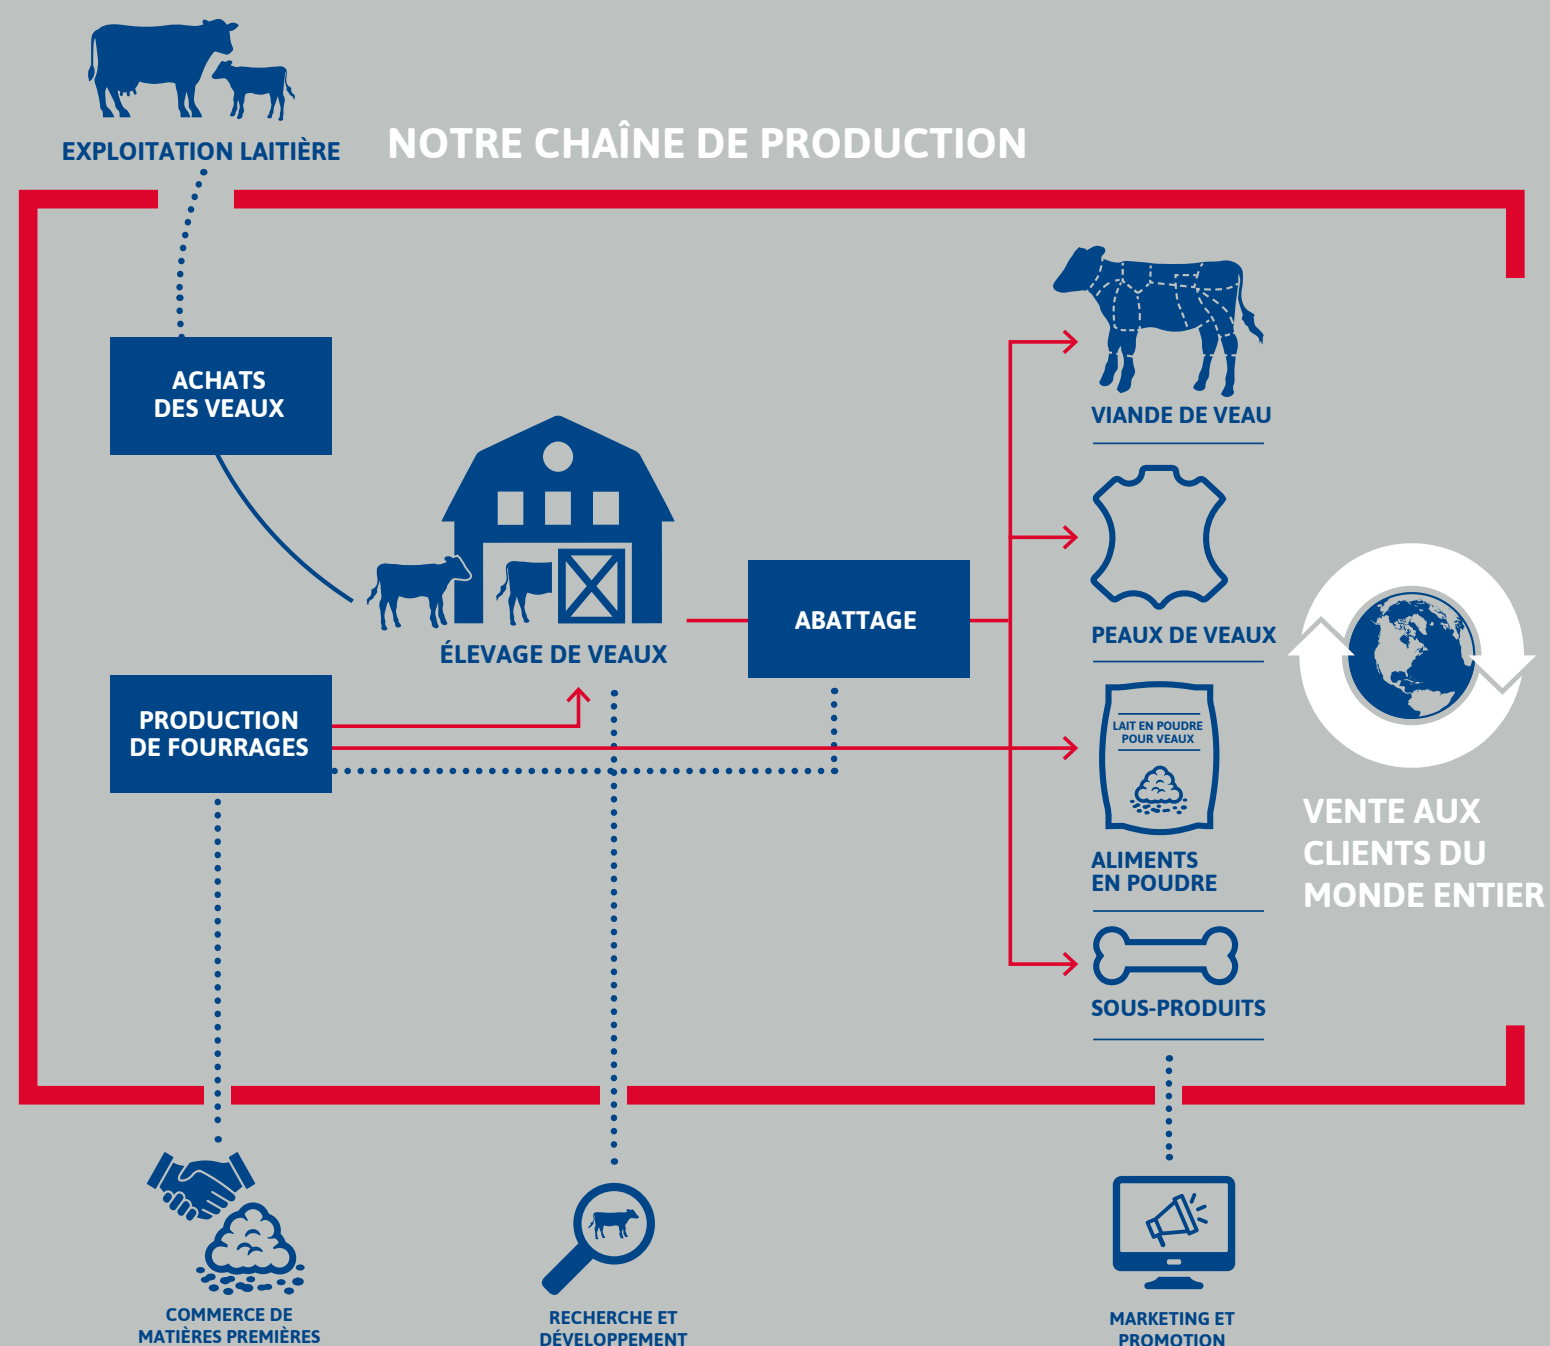 EXPLOITATION LAITIÈRE
NOTRE CHAÎNE DE PRODUCTION
ACHATS
DES VEAUX
ÉLEVAGE DE VEAUX
PRODUCTION
DE FOURRAGES
ABATTAGE
VIANDE DE VEAU
PEAUX DE VEAUX
LAIT EN POUDRE
POUR VEAUX
ALIMENTS
EN POUDRE
SOUS-PRODUITS
VENTE AUX
CLIENTS DU
MONDE ENTIER
COMMERCE DE
MATIÈRES PREMIÈRES
RECHERCHE ET
DÉVELOPPEMENT
MARKETING ET
PROMOTION